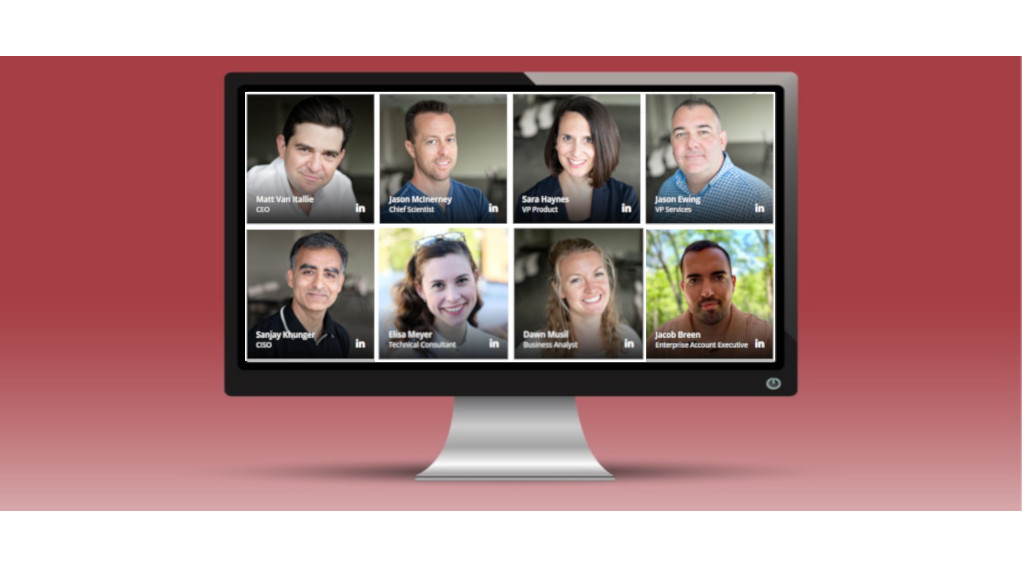 Matt Van Itallie
CEO
in
Jason McInerney
Chief Scientist
in
Sara Haynes
VP Product
in
Jason Ewing
VP Services
in
Sanjay Khunger
CISO
in
Elisa Meyer
Technical Consultant
in
Dawn Musil
Business Analyst
in
Jacob Breen
Enterprise Account Executive
in